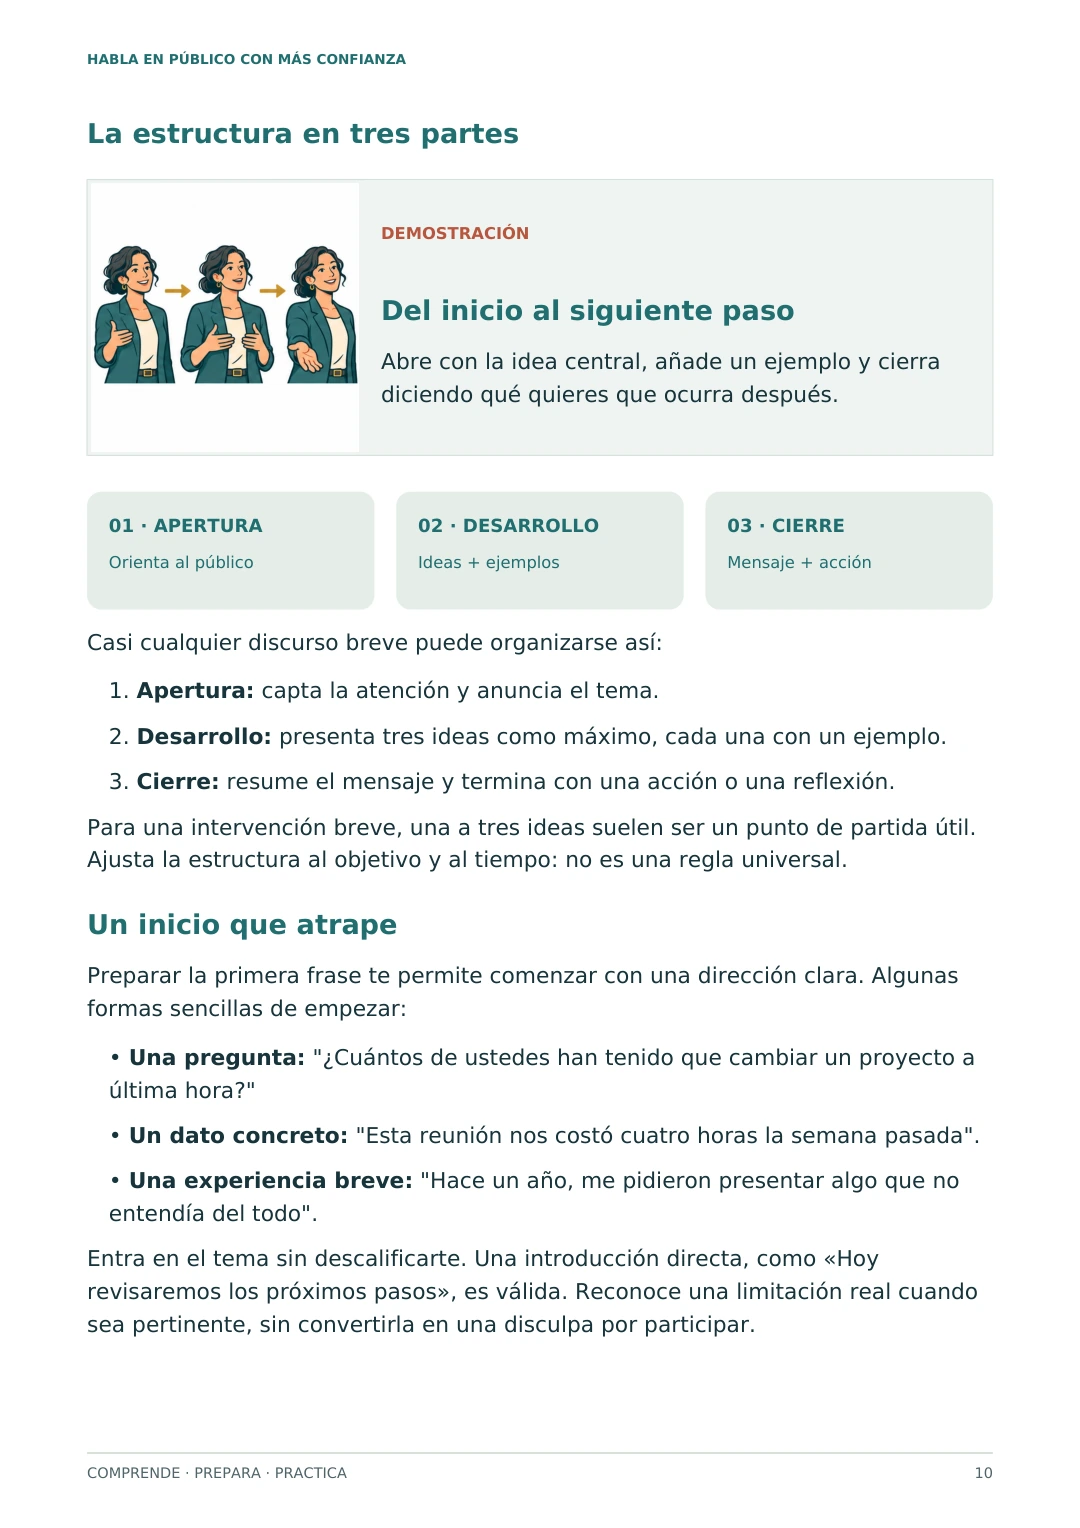 HABLA EN PÚBLICO CON MÁS CONFIANZA
La estructura en tres partes
DEMOSTRACIÓN
Del inicio al siguiente paso
Abre con la idea central, añade un ejemplo y cierra
diciendo qué quieres que ocurra después.
01 · APERTURA
Orienta al público
02 · DESARROLLO
Ideas + ejemplos
03 · CIERRE
Mensaje + acción
Casi cualquier discurso breve puede organizarse así:
1. Apertura: capta la atención y anuncia el tema.
2. Desarrollo: presenta tres ideas como máximo, cada una con un ejemplo.
3. Cierre: resume el mensaje y termina con una acción o una reflexión.
Para una intervención breve, una a tres ideas suelen ser un punto de partida útil.
Ajusta la estructura al objetivo y al tiempo: no es una regla universal.
Un inicio que atrape
Preparar la primera frase te permite comenzar con una dirección clara. Algunas
formas sencillas de empezar:
• Una pregunta: "¿Cuántos de ustedes han tenido que cambiar un proyecto a
última hora?"
• Un dato concreto: "Esta reunión nos costó cuatro horas la semana pasada".
• Una experiencia breve: "Hace un año, me pidieron presentar algo que no
entendía del todo".
Entra en el tema sin descalificarte. Una introducción directa, como «Hoy
revisaremos los próximos pasos», es válida. Reconoce una limitación real cuando
sea pertinente, sin convertirla en una disculpa por participar.
COMPRENDE · PREPARA · PRACTICA
10